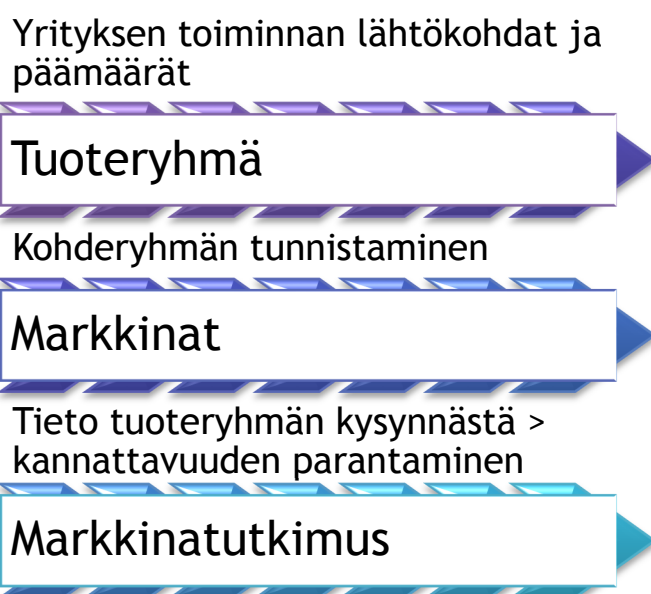 Yrityksen toiminnan lähtökohdat ja
päämäärät
Tuoteryhmä
Kohderyhmän tunnistaminen
Markkinat
Tieto tuoteryhmän kysynnästä >
kannattavuuden parantaminen
Markkinatutkimus